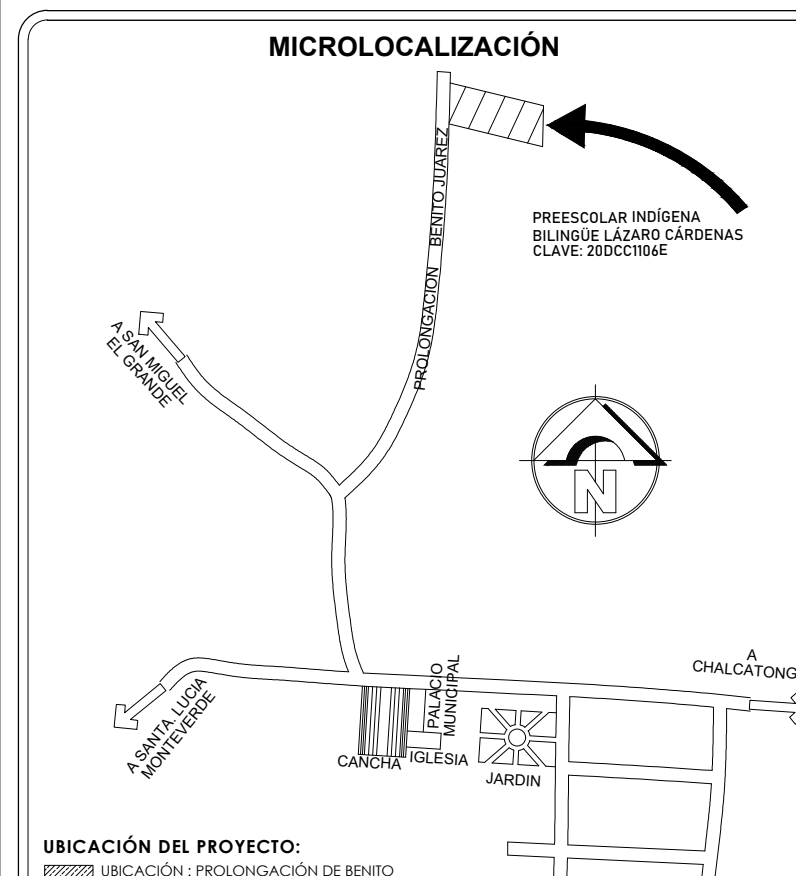 MICROLOCALIZACIÓN
PROLONGACION BENITO JUAREZ
PREESCOLAR INDÍGENA
BILINGÜE LÁZARO CÁRDENAS
CLAVE: 20DCC1106E
A SAN MIGUEL
EL GRANDE
N
A
CHALCATONG
PALACIO
MUNICIPAL
A SANTA. LUCIA
MONTEVERDE
CANCHA
IGLESIA
JARDIN
UBICACIÓN DEL PROYECTO:
UBICACIÓN : PROLONGACIÓN DE BENITO